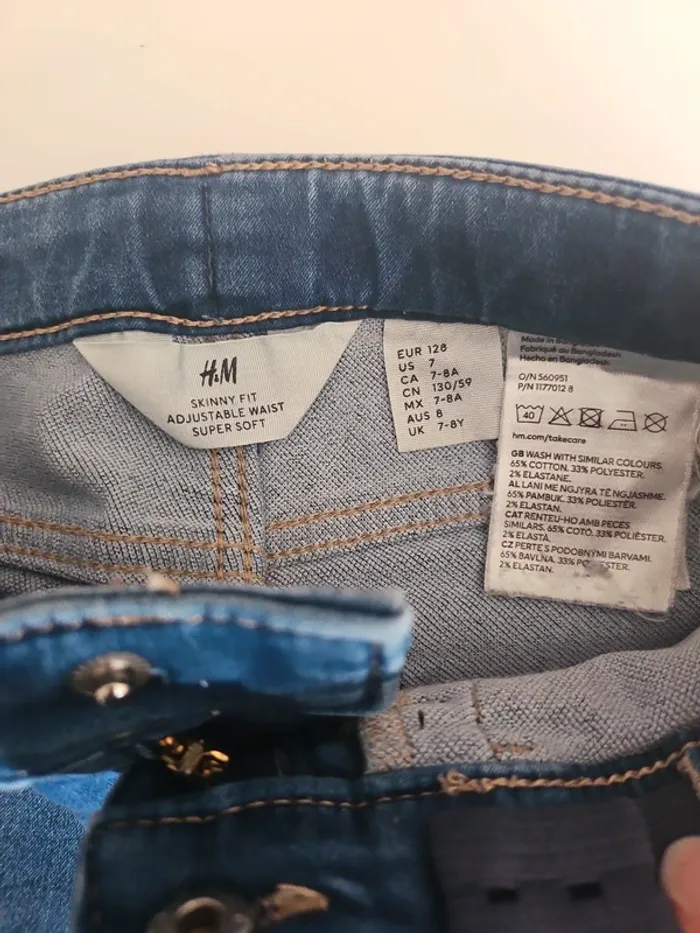 H&M
SKINNY FIT
ADJUSTABLE WAIST
SUPER SOFT
EUR 128
US 7
CA 7-8A
CN 130/59
MX 7-8A
AUS 8
UK 7-8Y
Made in Bangladesh
Fabriqué au Bangladesh
Hecho en Bangladesh
O/N 560951
P/N 1177012 8
40
hm.com/takecare
GB WASH WITH SIMILAR COLOURS.
65% COTTON. 33% POLYESTER.
2% ELASTANE.
AL LANI ME NGJYRA TË NGJASHME.
65% PAMBUK. 33% POLIESTËR.
2% ELASTAN.
CAT RENTEU-HO AMB PECES
SIMILARS. 65% COTÓ. 33% POLIÈSTER.
2% ELASTÀ.
CZ PERTE S PODOBNÝMI BARVAMI.
65% BAVLNA. 33% POLYESTER.
2% ELASTAN.